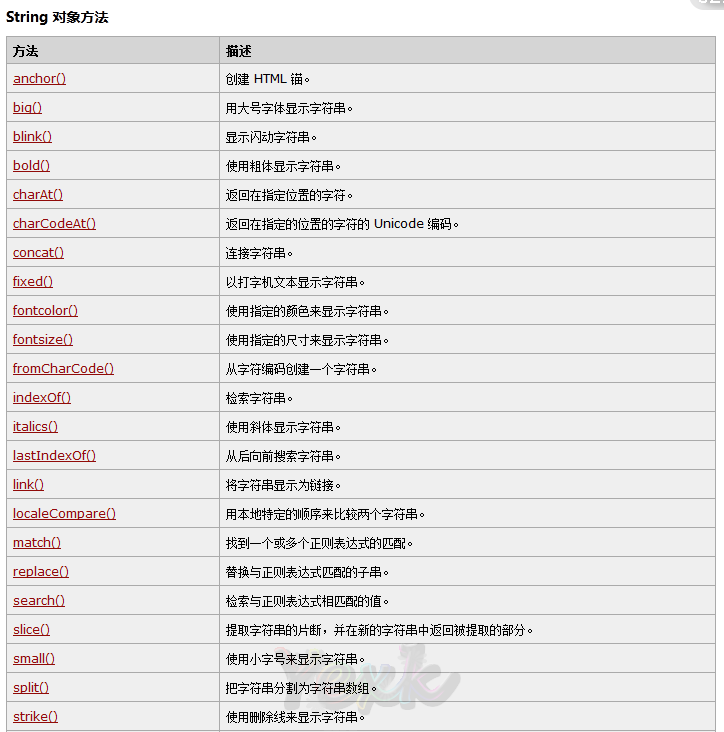 String 对象方法
方法 描述
anchor() 创建 HTML 锚。
big() 用大号字体显示字符串。
blink() 显示闪动字符串。
bold() 使用粗体显示字符串。
charAt() 返回在指定位置的字符。
charCodeAt() 返回在指定的位置的字符的 Unicode 编码。
concat() 连接字符串。
fixed() 以打字机文本显示字符串。
fontcolor() 使用指定的颜色来显示字符串。
fontsize() 使用指定的尺寸来显示字符串。
fromCharCode() 从字符编码创建一个字符串。
indexOf() 检索字符串。
italics() 使用斜体显示字符串。
lastIndexOf() 从后向前搜索字符串。
link() 将字符串显示为链接。
localeCompare() 用本地特定的顺序来比较两个字符串。
match() 找到一个或多个正则表达式的匹配。
replace() 替换与正则表达式匹配的子串。
search() 检索与正则表达式相匹配的值。
slice() 提取字符串的片断，并在新的字符串中返回被提取的部分。
small() 使用小字号来显示字符串。
split() 把字符串分割为字符串数组。
strike() 使用删除线来显示字符串。